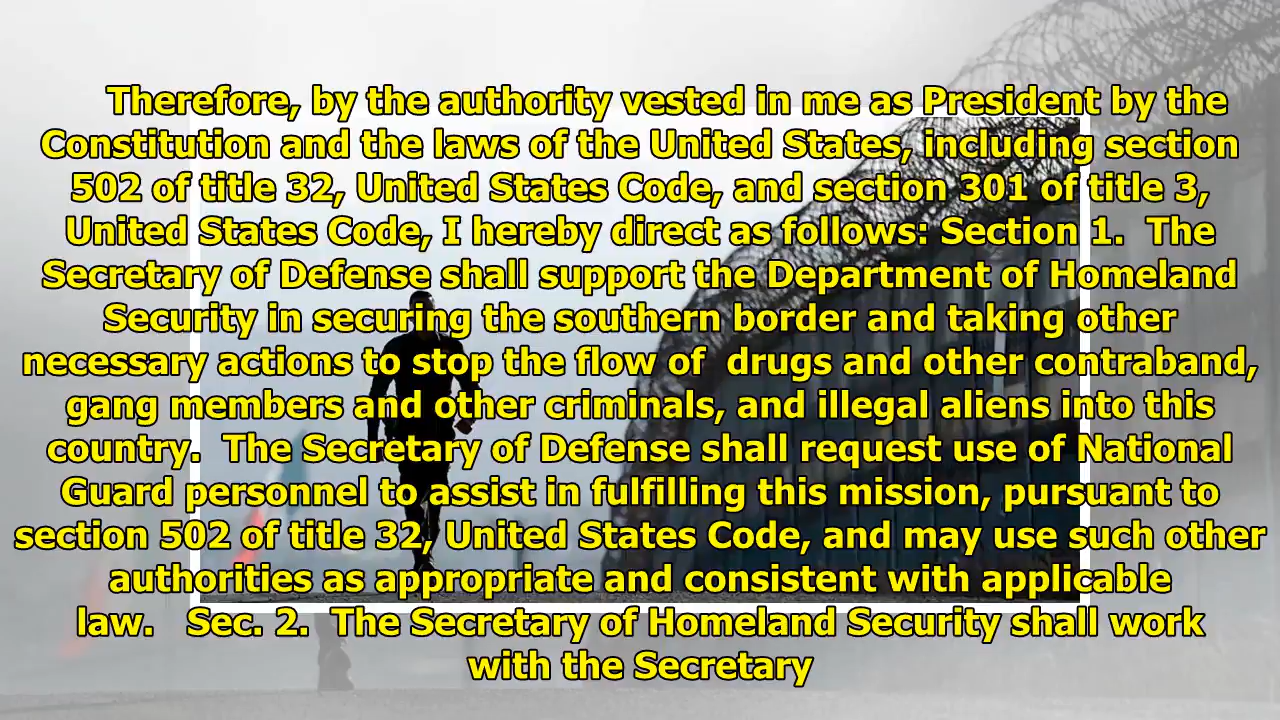 Therefore, by the authority vested in me as President by the
Constitution and the laws of the United States, including section
502 of title 32, United States Code, and section 301 of title 3,
United States Code, I hereby direct as follows: Section 1.  The
Secretary of Defense shall support the Department of Homeland
Security in securing the southern border and taking other
necessary actions to stop the flow of  drugs and other contraband,
gang members and other criminals, and illegal aliens into this
country.  The Secretary of Defense shall request use of National
Guard personnel to assist in fulfilling this mission, pursuant to
section 502 of title 32, United States Code, and may use such other
authorities as appropriate and consistent with applicable
law.   Sec. 2.  The Secretary of Homeland Security shall work
with the Secretary